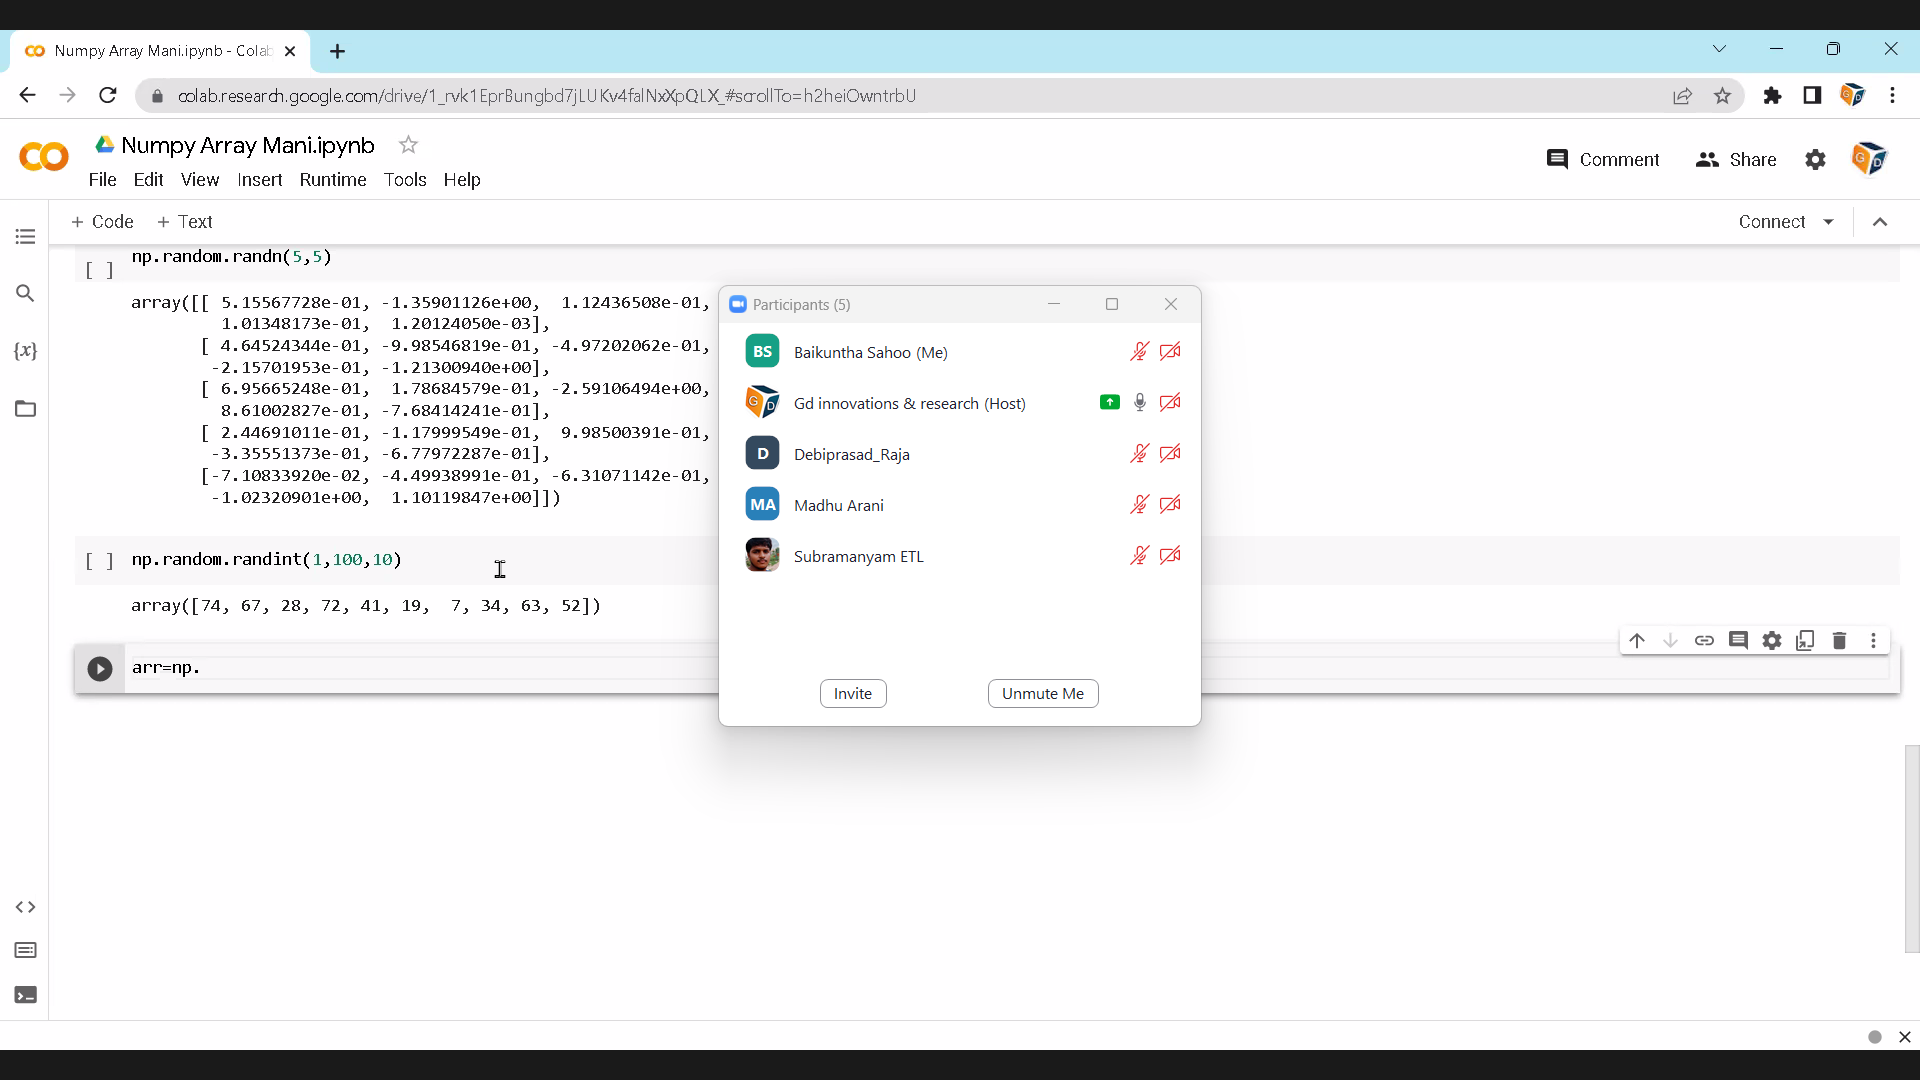 Numpy Array Mani.ipynb - Colab
colab.research.google.com/drive/1_rvk1EprBungbd7jLUKv4falNxXpQLX_#scrollTo=h2heiOwntrbU
Numpy Array Mani.ipynb
Comment Share
File Edit View Insert Runtime Tools Help
+ Code + Text
Connect
np.random.randn(5,5)
[ ]
array([[ 5.15567728e-01, -1.35901126e+00, 1.12436508e-01,
1.01348173e-01, 1.20124050e-03],
[ 4.64524344e-01, -9.98546819e-01, -4.97202062e-01,
-2.15701953e-01, -1.21300940e+00],
[ 6.95665248e-01, 1.78684579e-01, -2.59106494e+00,
8.61002827e-01, -7.68414241e-01],
[ 2.44691011e-01, -1.17999549e-01, 9.98500391e-01,
-3.35551373e-01, -6.77972287e-01],
[-7.10833920e-02, -4.49938991e-01, -6.31071142e-01,
-1.02320901e+00, 1.10119847e+00]])
[ ] np.random.randint(1,100,10)
array([74, 67, 28, 72, 41, 19, 7, 34, 63, 52])
arr=np.
{x}
Participants (5)
BS Baikuntha Sahoo (Me)
G D Gd innovations & research (Host)
D Debiprasad_Raja
MA Madhu Arani
Subramanyam ETL
Invite Unmute Me